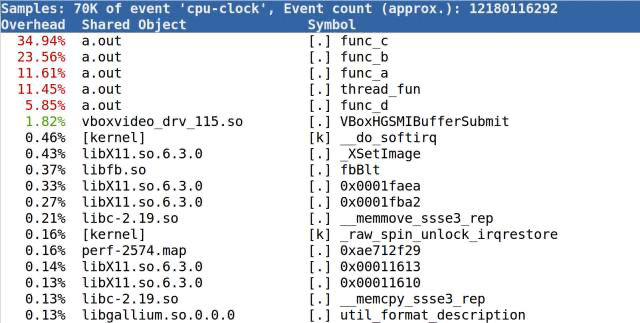 Samples: 70K of event 'cpu-clock', Event count (approx.): 12180116292
Overhead  Shared Object           Symbol
34.94%  a.out                   [.] func_c
23.56%  a.out                   [.] func_b
11.61%  a.out                   [.] func_a
11.45%  a.out                   [.] thread_fun
5.85%  a.out                   [.] func_d
1.82%  vboxvideo_drv_115.so    [.] VBoxHGSMIBufferSubmit
0.46%  [kernel]                [k] __do_softirq
0.43%  libX11.so.6.3.0         [.] _XSetImage
0.37%  libfb.so                [.] fbBlt
0.33%  libX11.so.6.3.0         [.] 0x0001faea
0.27%  libX11.so.6.3.0         [.] 0x0001fba2
0.21%  libc-2.19.so            [.] __memmove_ssse3_rep
0.16%  [kernel]                [k] _raw_spin_unlock_irqrestore
0.16%  perf-2574.map           [.] 0xae712f29
0.14%  libX11.so.6.3.0         [.] 0x00011613
0.13%  libX11.so.6.3.0         [.] 0x00011610
0.13%  libc-2.19.so            [.] __memcpy_ssse3_rep
0.13%  libgallium.so.0.0.0     [.] util_format_description